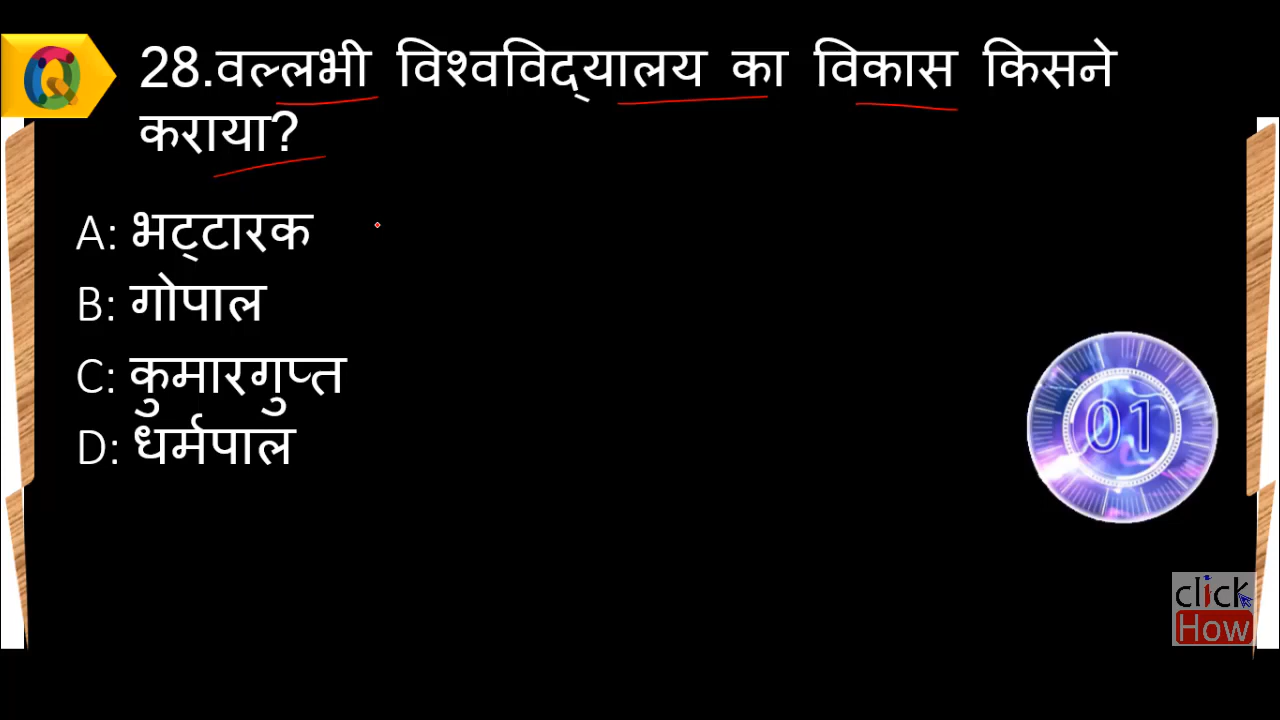 28.वल्लभी विश्वविद्यालय का विकास किसने
कराया?
A: भट्टारक
B: गोपाल
C: कुमारगुप्त
D: धर्मपाल
01
click
How